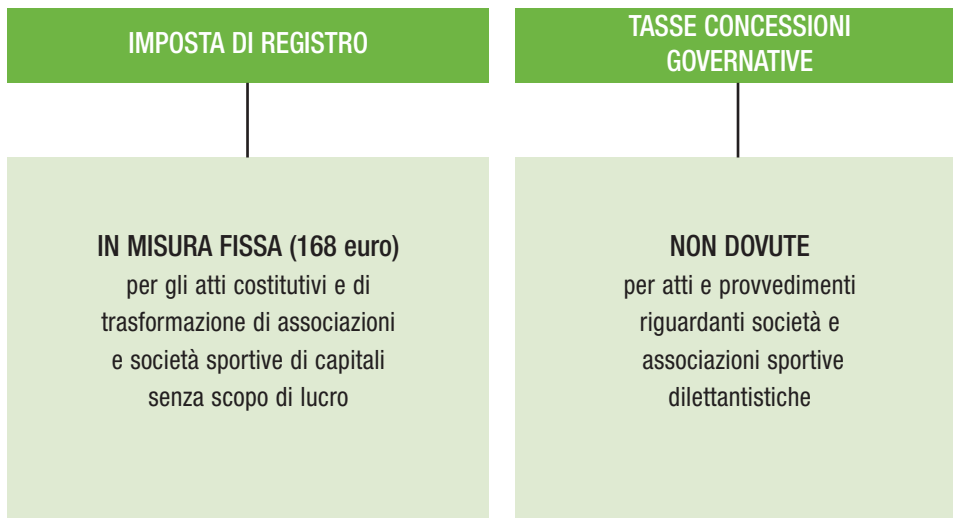 IMPOSTA DI REGISTRO
IN MISURA FISSA (168 euro)
per gli atti costitutivi e di
trasformazione di associazioni
e società sportive di capitali
senza scopo di lucro
TASSE CONCESSIONI
GOVERNATIVE
NON DOVUTE
per atti e provvedimenti
riguardanti società e
associazioni sportive
dilettantistiche